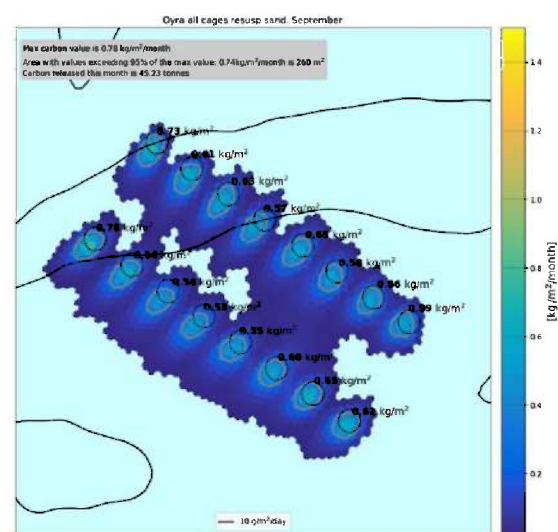 Oyra all cages resusp sand. September
Max carbon value is 0.78 kg/m²/month
Area with values exceeding 95% of the max value: 0.74kg/m²/month is 260 m²
Carbon released this month is 45.23 tonnes
0.73 kg/m²
0.61 kg/m²
0.63 kg/m²
0.57 kg/m²
0.78 kg/m²
kg/m²
0.58 kg/m²
kg/m²
0.56 kg/m²
kg/m²
0.59 kg/m²
0.53 kg/m²
0.55 kg/m²
0.60 kg/m²
kg/m²
0.62 kg/m²
10 g/m²/day
1.4
1.2
1.0
0.8
0.6
0.4
0.2
[kg/m²/month]